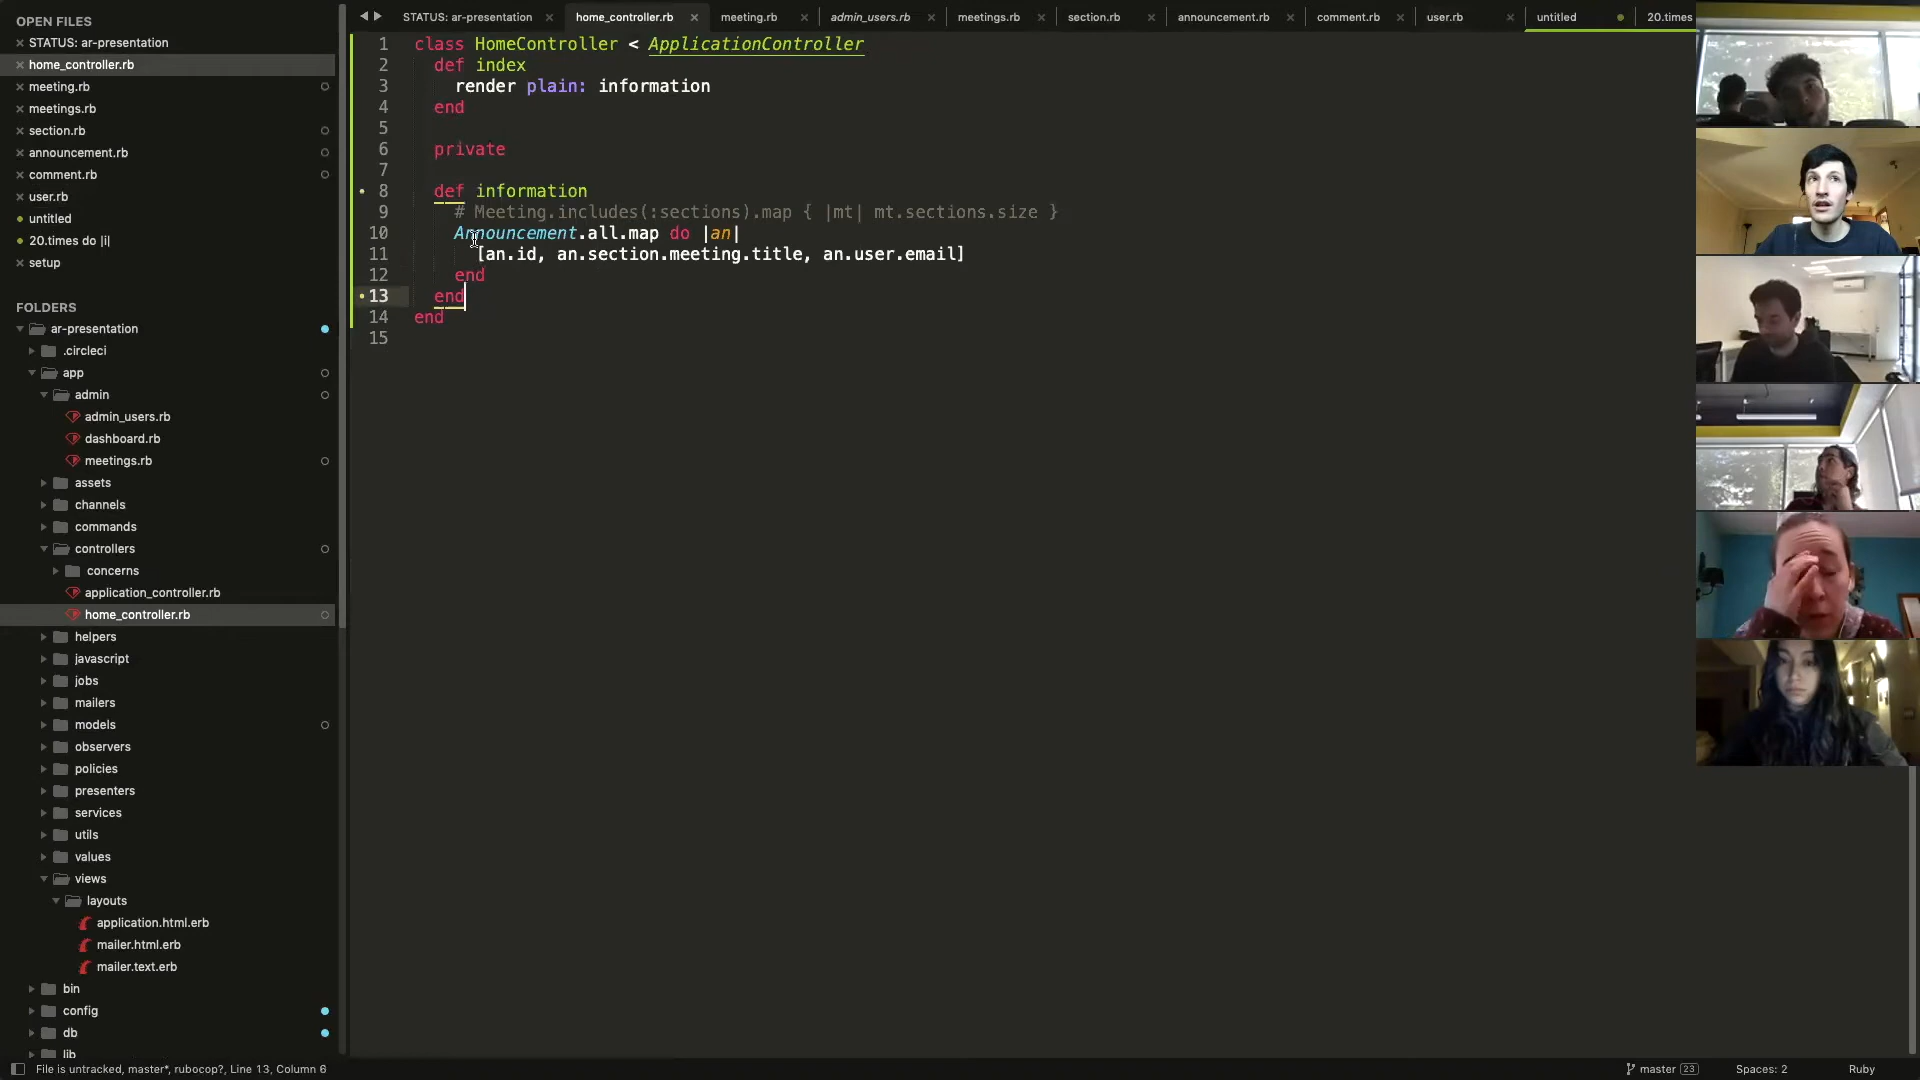 OPEN FILES
STATUS: ar-presentation
home_controller.rb
meeting.rb
meetings.rb
section.rb
announcement.rb
comment.rb
user.rb
untitled
20.times do |i|
setup
FOLDERS
ar-presentation
.circleci
app
admin
admin_users.rb
dashboard.rb
meetings.rb
assets
channels
commands
controllers
concerns
application_controller.rb
home_controller.rb
helpers
javascript
jobs
mailers
models
observers
policies
presenters
services
utils
values
views
layouts
application.html.erb
mailer.html.erb
mailer.text.erb
bin
config
db
lib
STATUS: ar-presentation
home_controller.rb
meeting.rb
admin_users.rb
meetings.rb
section.rb
announcement.rb
comment.rb
user.rb
untitled
20.times
1 class HomeController < ApplicationController
2 def index
3 render plain: information
4 end
5
6 private
7
8 def information
9 # Meeting.includes(:sections).map { |mt| mt.sections.size }
10 Announcement.all.map do |an|
11 [an.id, an.section.meeting.title, an.user.email]
12 end
13 end
14 end
15
File is untracked, master*, rubocop?, Line 13, Column 6
master 23
Spaces: 2
Ruby